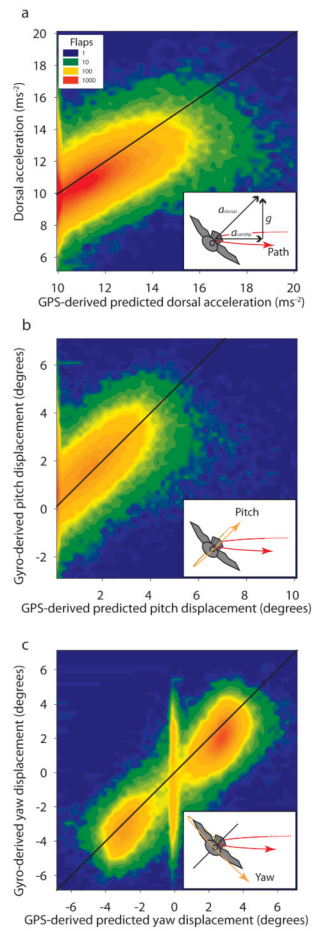 a
Flaps
1
10
100
1000
20
18
16
14
12
10
8
6
Dorsal acceleration (ms-2)
10 12 14 16 18 20
GPS-derived predicted dorsal acceleration (ms-2)
a dorsal
g
a centrip.
Path
b
6
4
2
0
-2
Gyro-derived pitch displacement (degrees)
2 4 6 8 10
GPS-derived predicted pitch displacement (degrees)
Pitch
c
6
4
2
0
-2
-4
-6
Gyro-derived yaw displacement (degrees)
-6 -4 -2 0 2 4 6
GPS-derived predicted yaw displacement (degrees)
Yaw